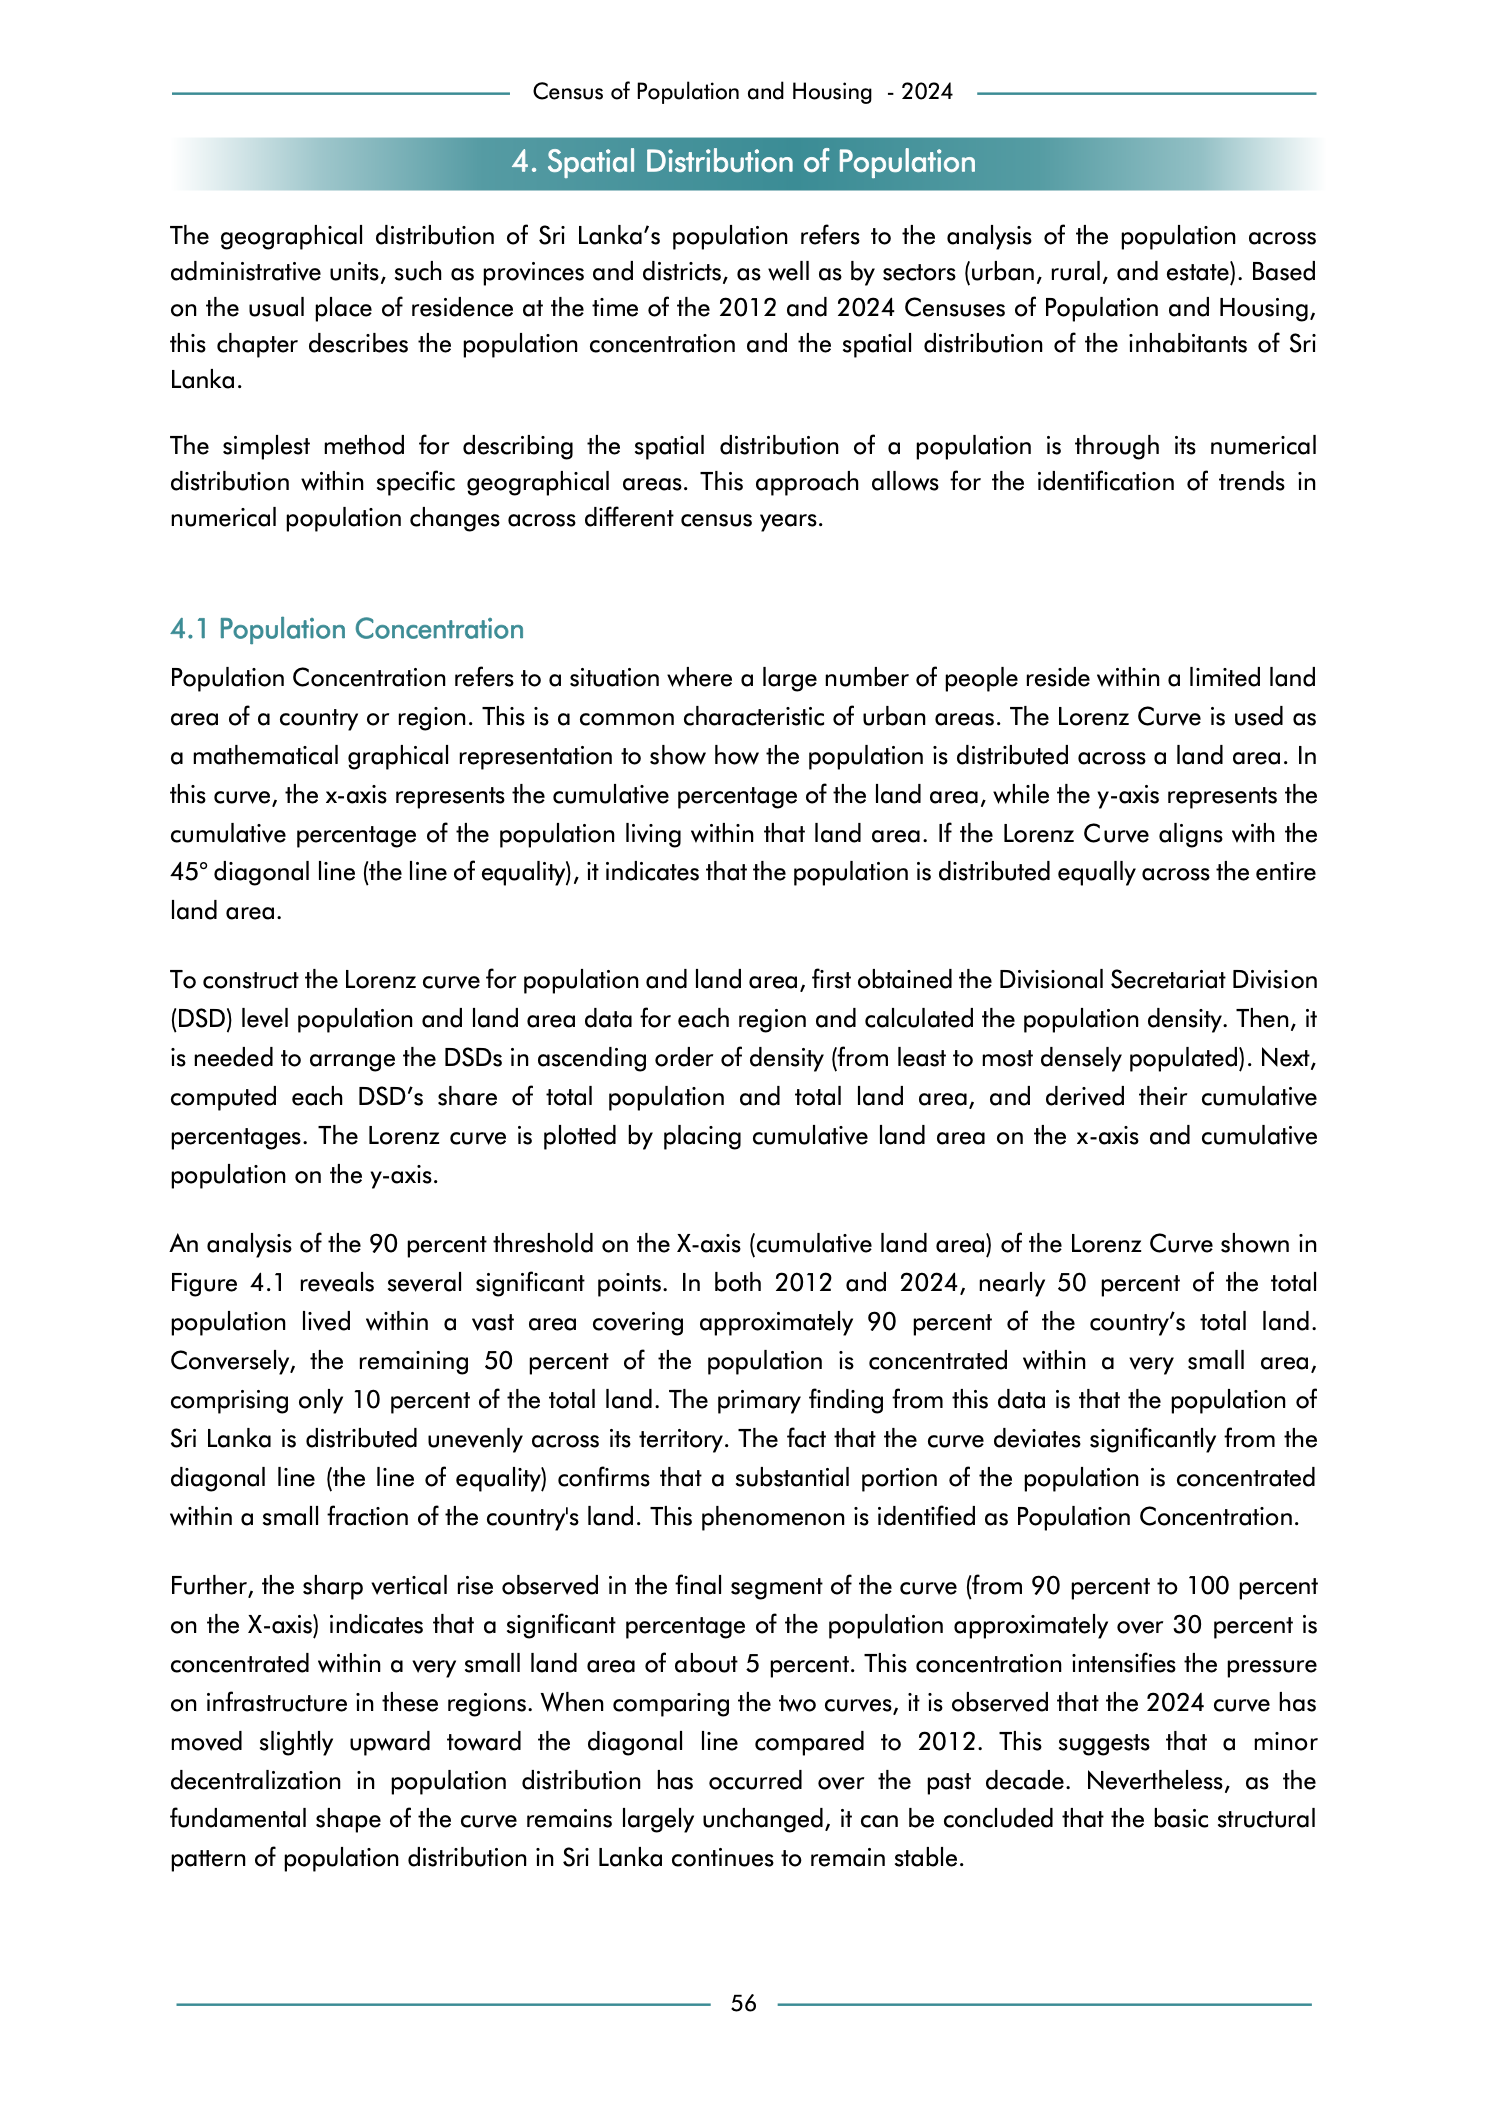 Census of Population and Housing - 2024
4. Spatial Distribution of Population
The geographical distribution of Sri Lanka’s population refers to the analysis of the population across
administrative units, such as provinces and districts, as well as by sectors (urban, rural, and estate). Based
on the usual place of residence at the time of the 2012 and 2024 Censuses of Population and Housing,
this chapter describes the population concentration and the spatial distribution of the inhabitants of Sri
Lanka.
The simplest method for describing the spatial distribution of a population is through its numerical
distribution within specific geographical areas. This approach allows for the identification of trends in
numerical population changes across different census years.
4.1 Population Concentration
Population Concentration refers to a situation where a large number of people reside within a limited land
area of a country or region. This is a common characteristic of urban areas. The Lorenz Curve is used as
a mathematical graphical representation to show how the population is distributed across a land area. In
this curve, the x-axis represents the cumulative percentage of the land area, while the y-axis represents the
cumulative percentage of the population living within that land area. If the Lorenz Curve aligns with the
45° diagonal line (the line of equality), it indicates that the population is distributed equally across the entire
land area.
To construct the Lorenz curve for population and land area, first obtained the Divisional Secretariat Division
(DSD) level population and land area data for each region and calculated the population density. Then, it
is needed to arrange the DSDs in ascending order of density (from least to most densely populated). Next,
computed each DSD’s share of total population and total land area, and derived their cumulative
percentages. The Lorenz curve is plotted by placing cumulative land area on the x-axis and cumulative
population on the y-axis.
An analysis of the 90 percent threshold on the X-axis (cumulative land area) of the Lorenz Curve shown in
Figure 4.1 reveals several significant points. In both 2012 and 2024, nearly 50 percent of the total
population lived within a vast area covering approximately 90 percent of the country’s total land.
Conversely, the remaining 50 percent of the population is concentrated within a very small area,
comprising only 10 percent of the total land. The primary finding from this data is that the population of
Sri Lanka is distributed unevenly across its territory. The fact that the curve deviates significantly from the
diagonal line (the line of equality) confirms that a substantial portion of the population is concentrated
within a small fraction of the country's land. This phenomenon is identified as Population Concentration.
Further, the sharp vertical rise observed in the final segment of the curve (from 90 percent to 100 percent
on the X-axis) indicates that a significant percentage of the population approximately over 30 percent is
concentrated within a very small land area of about 5 percent. This concentration intensifies the pressure
on infrastructure in these regions. When comparing the two curves, it is observed that the 2024 curve has
moved slightly upward toward the diagonal line compared to 2012. This suggests that a minor
decentralization in population distribution has occurred over the past decade. Nevertheless, as the
fundamental shape of the curve remains largely unchanged, it can be concluded that the basic structural
pattern of population distribution in Sri Lanka continues to remain stable.
56